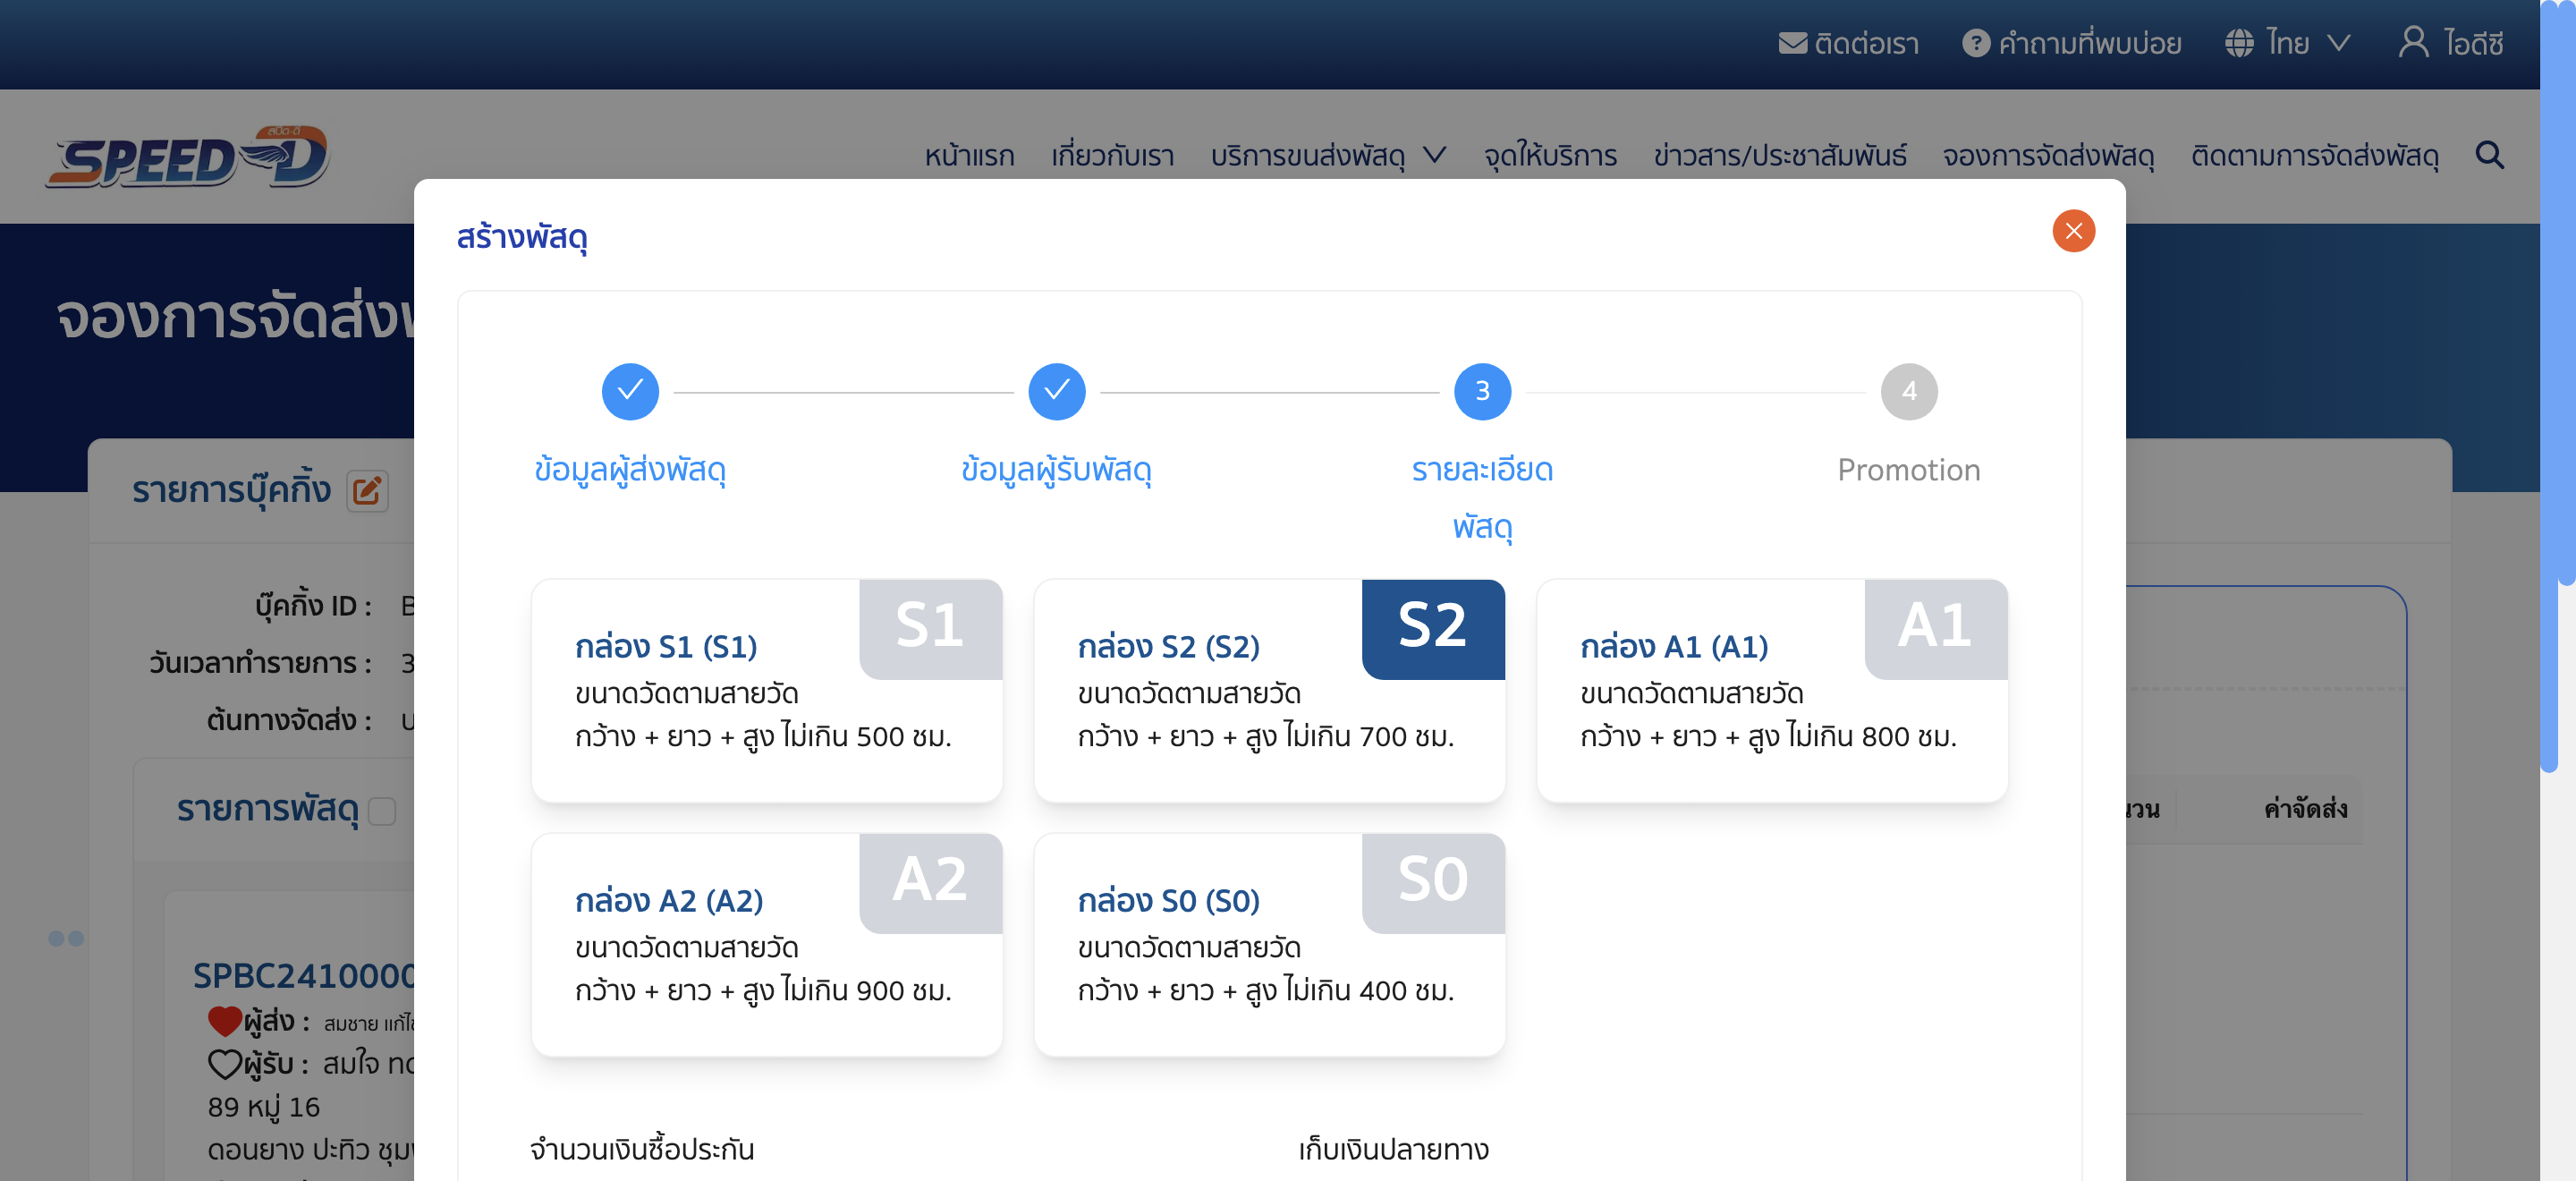 ติดต่อเรา
คำถามที่พบบ่อย
ไทย
ไอดีซี
สปีด-ดี
SPEED D
หน้าแรก
เกี่ยวกับเรา
บริการขนส่งพัสดุ
จุดให้บริการ
ข่าวสาร/ประชาสัมพันธ์
จองการจัดส่งพัสดุ
ติดตามการจัดส่งพัสดุ
จองการจัดส่งพ
สร้างพัสดุ
3
4
ข้อมูลผู้ส่งพัสดุ
ข้อมูลผู้รับพัสดุ
รายละเอียด
พัสดุ
Promotion
S1
กล่อง S1 (S1)
ขนาดวัดตามสายวัด
กว้าง + ยาว + สูง ไม่เกิน 500 ซม.
S2
กล่อง S2 (S2)
ขนาดวัดตามสายวัด
กว้าง + ยาว + สูง ไม่เกิน 700 ซม.
A1
กล่อง A1 (A1)
ขนาดวัดตามสายวัด
กว้าง + ยาว + สูง ไม่เกิน 800 ซม.
A2
กล่อง A2 (A2)
ขนาดวัดตามสายวัด
กว้าง + ยาว + สูง ไม่เกิน 900 ซม.
S0
กล่อง S0 (S0)
ขนาดวัดตามสายวัด
กว้าง + ยาว + สูง ไม่เกิน 400 ซม.
จำนวนเงินซื้อประกัน
เก็บเงินปลายทาง
รายการบุ๊คกิ้ง
บุ๊คกิ้ง ID : B
วันเวลาทำรายการ : 3
ต้นทางจัดส่ง : บ
รายการพัสดุ
ค่าจัดส่ง
SPBC2410000
ผู้ส่ง : สมชาย แก้ไข
ผู้รับ : สมใจ ทด
89 หมู่ 16
ดอนยาง ปะทิว ชุมพ